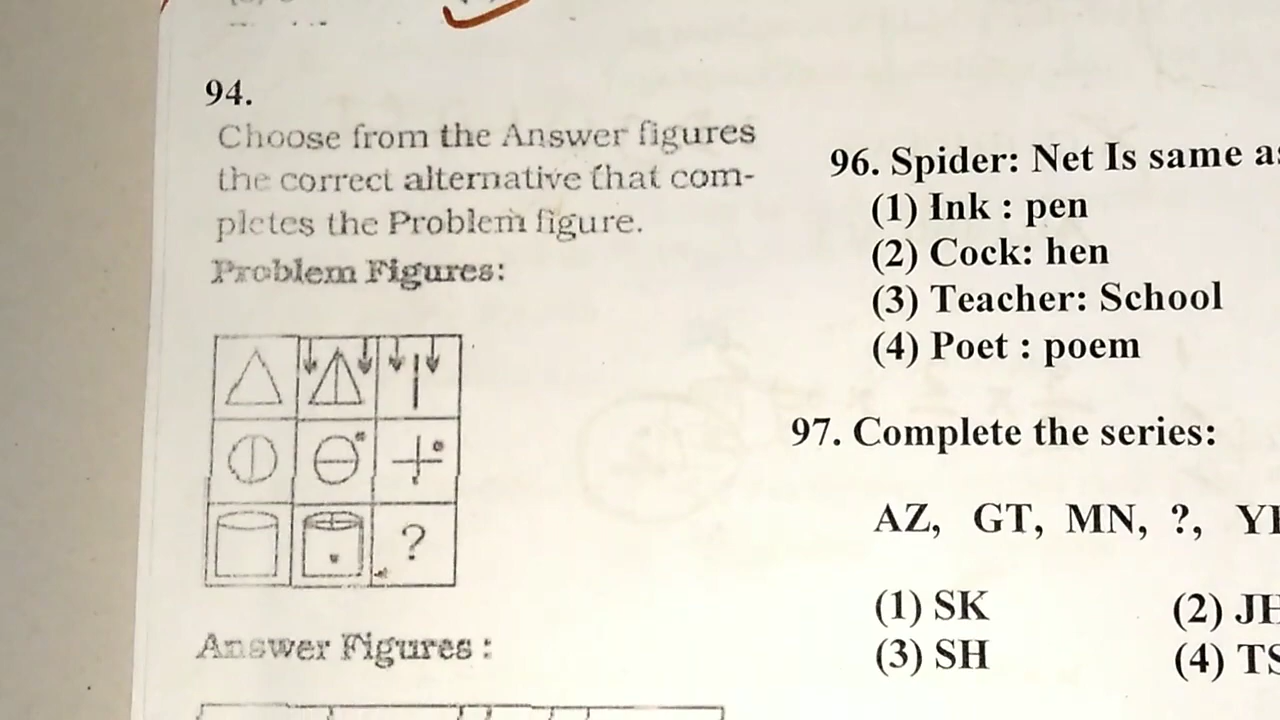 94.
Choose from the Answer figures
the correct alternative that com-
pletes the Problem figure.
Problem Figures:
?
Answer Figures :
96. Spider: Net Is same
(1) Ink : pen
(2) Cock: hen
(3) Teacher: School
(4) Poet : poem
97. Complete the series:
AZ, GT, MN, ?,
(1) SK
(2)
(3) SH
(4)